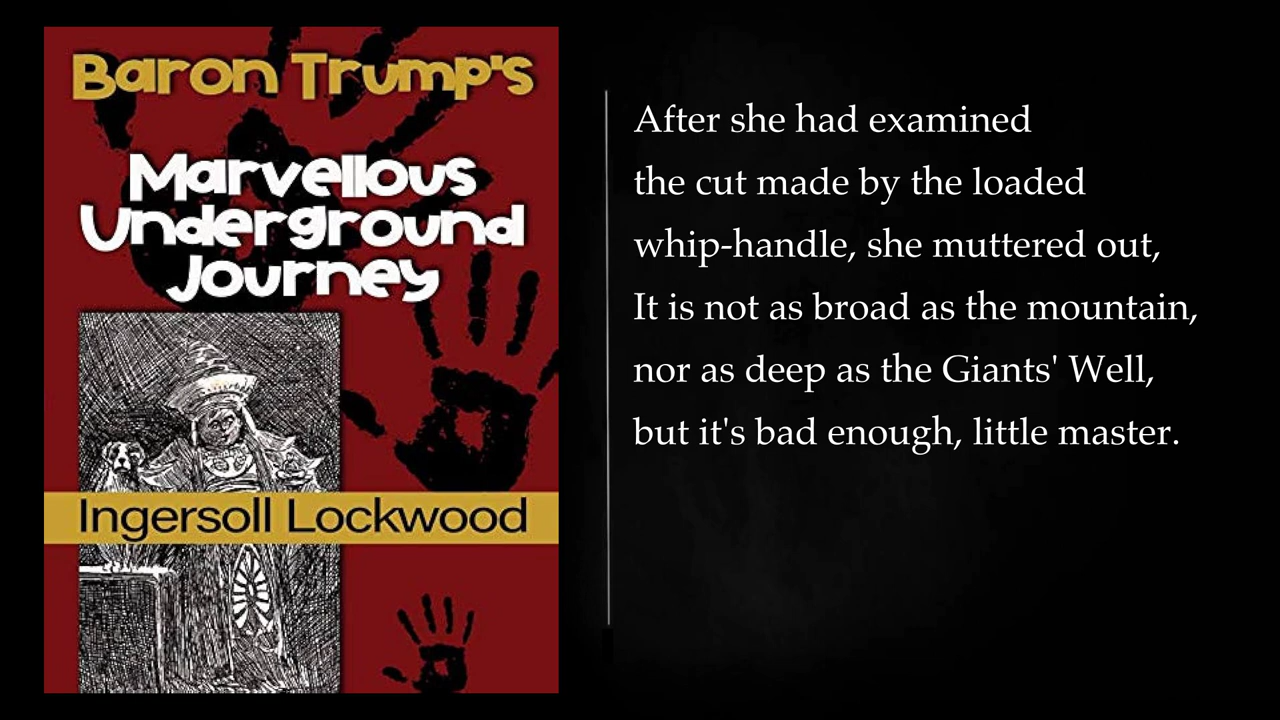 Baron Trump's
Marvellous
Underground
Journey
Ingersoll Lockwood
After she had examined
the cut made by the loaded
whip-handle, she muttered out,
It is not as broad as the mountain,
nor as deep as the Giants' Well,
but it's bad enough, little master.